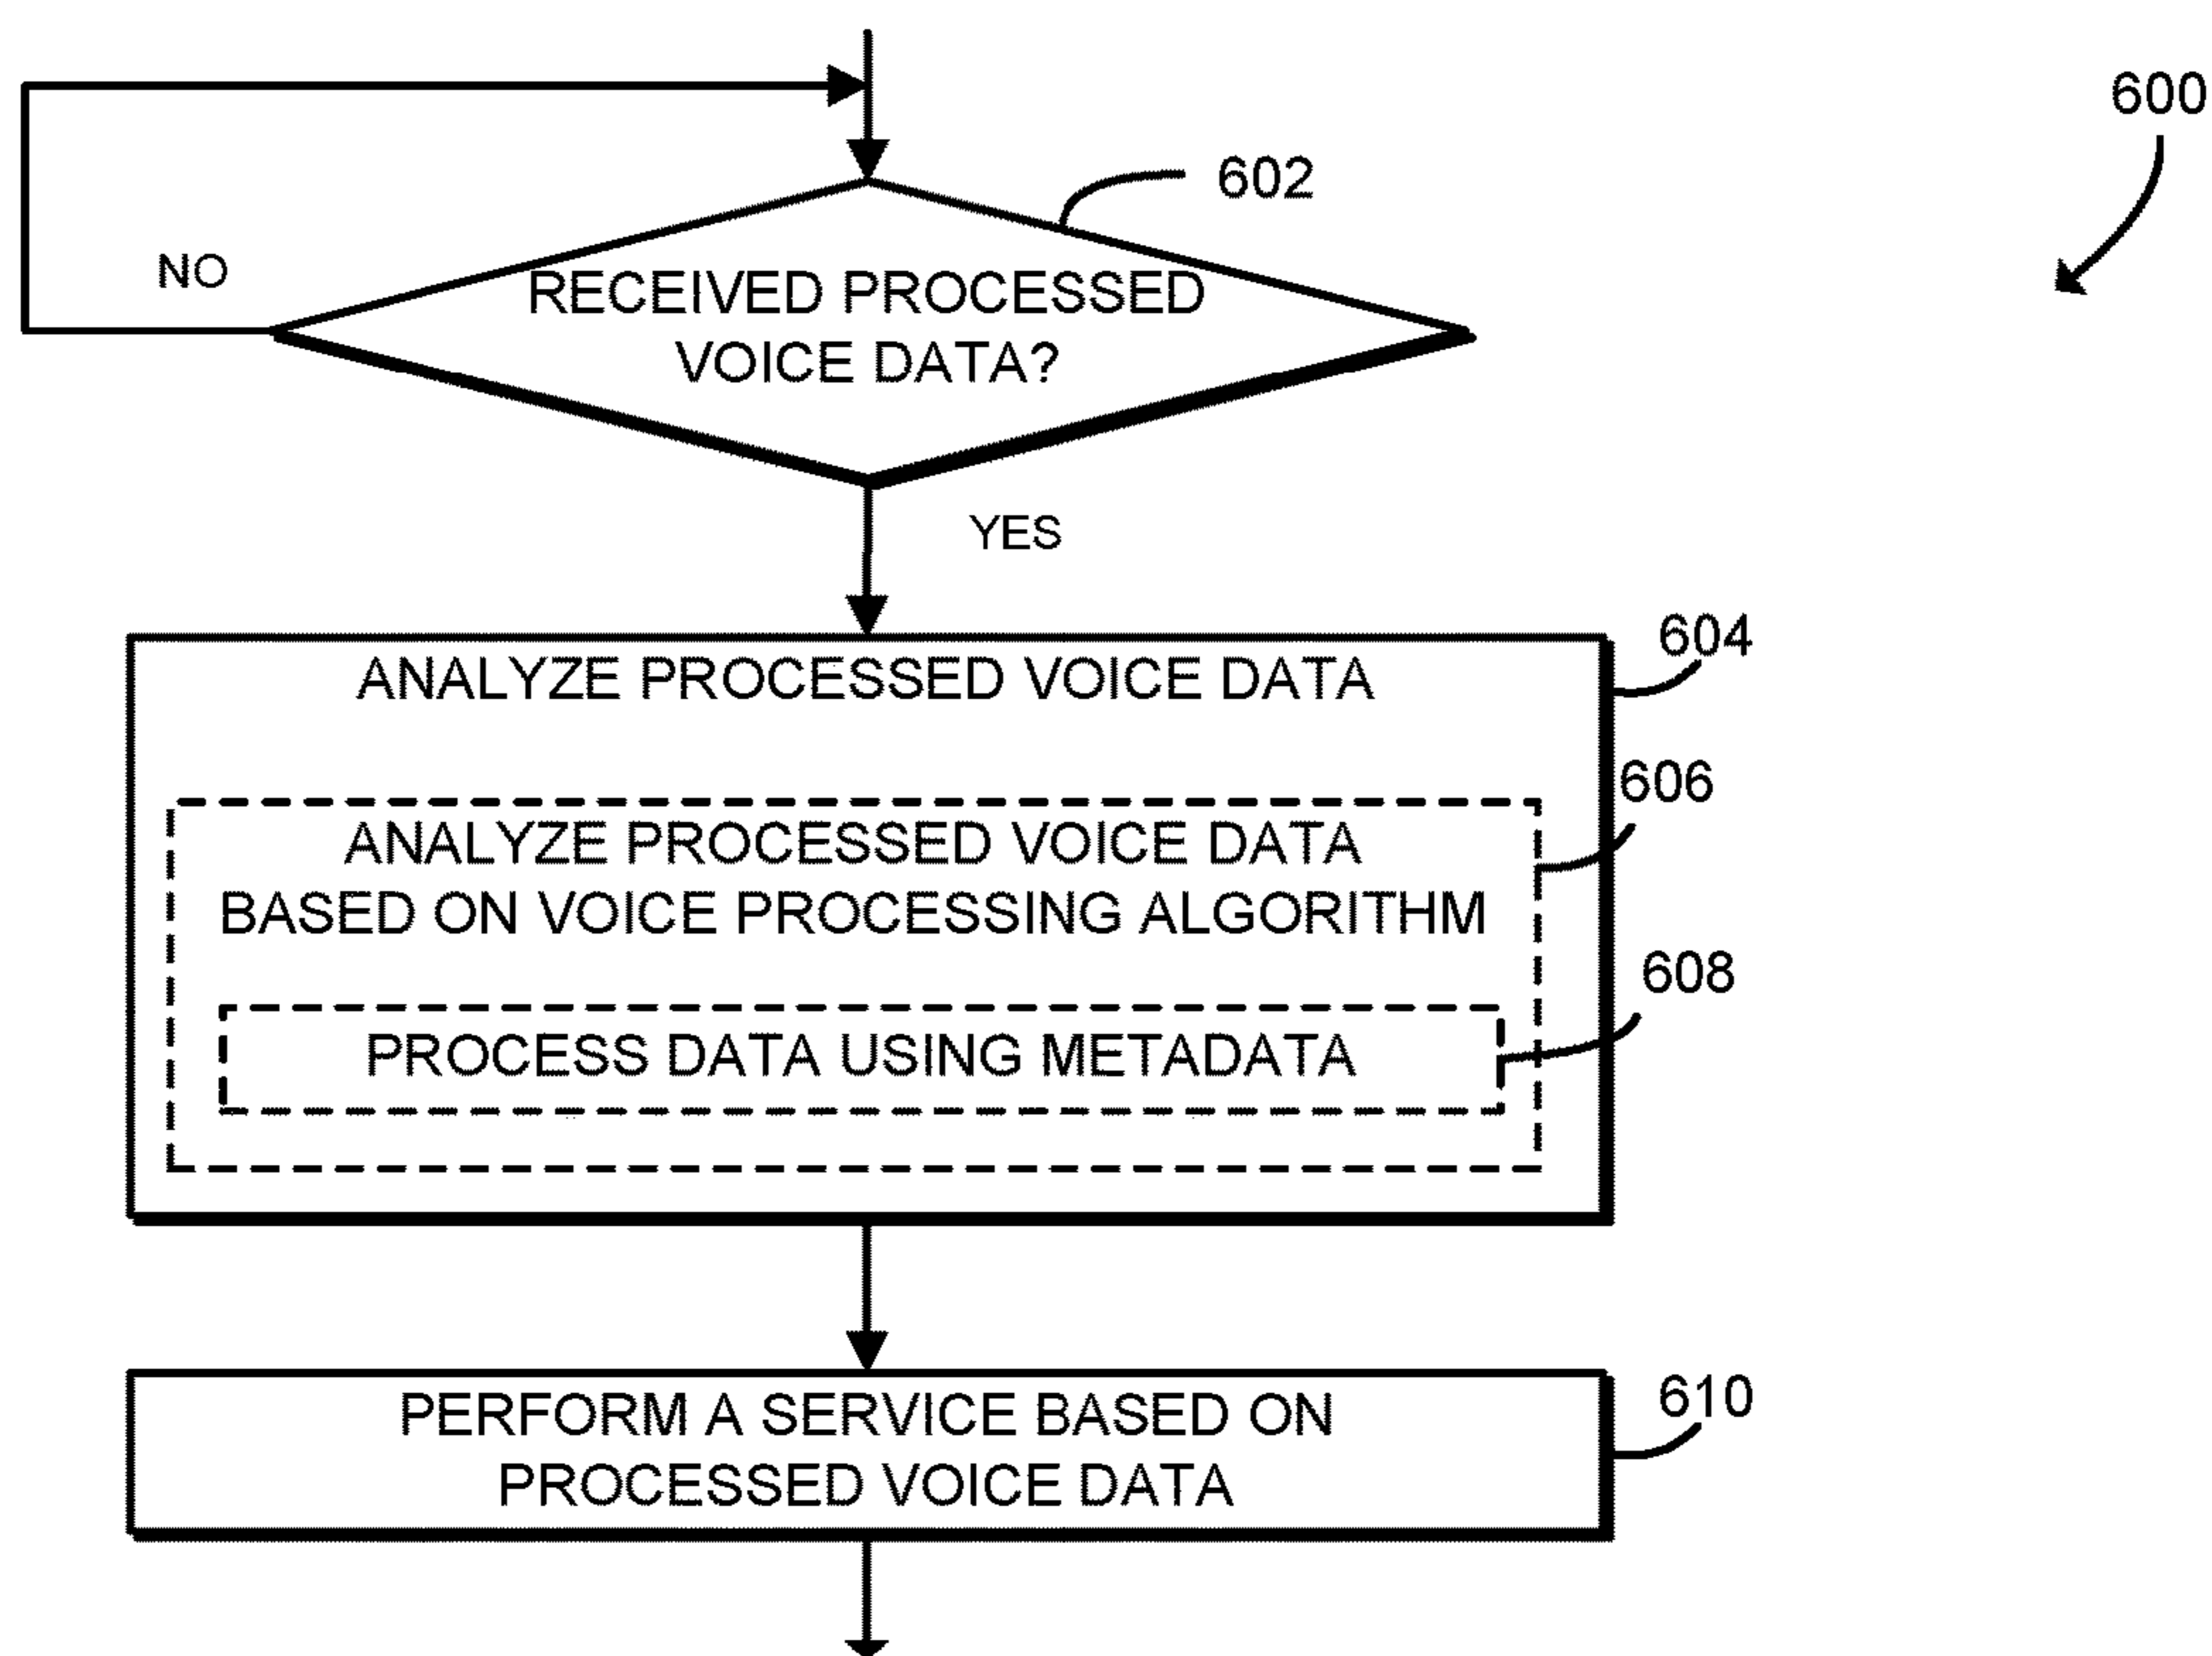 600
602
NO
RECEIVED PROCESSED
VOICE DATA?
YES
604
ANALYZE PROCESSED VOICE DATA
606
ANALYZE PROCESSED VOICE DATA
BASED ON VOICE PROCESSING ALGORITHM
608
PROCESS DATA USING METADATA
610
PERFORM A SERVICE BASED ON
PROCESSED VOICE DATA